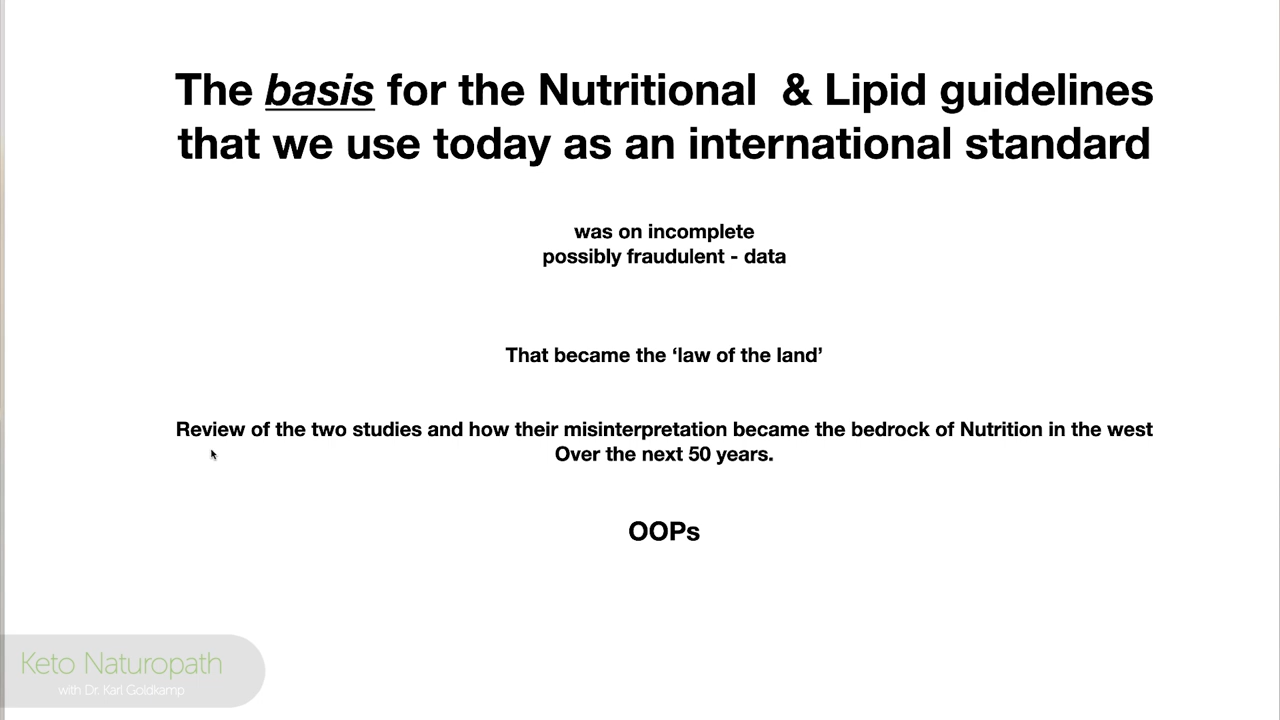 The basis for the Nutritional & Lipid guidelines
that we use today as an international standard
was on incomplete
possibly fraudulent - data
That became the ‘law of the land’
Review of the two studies and how their misinterpretation became the bedrock of Nutrition in the west
Over the next 50 years.
OOPs
Keto Naturopath
with Dr. Karl Goldkamp